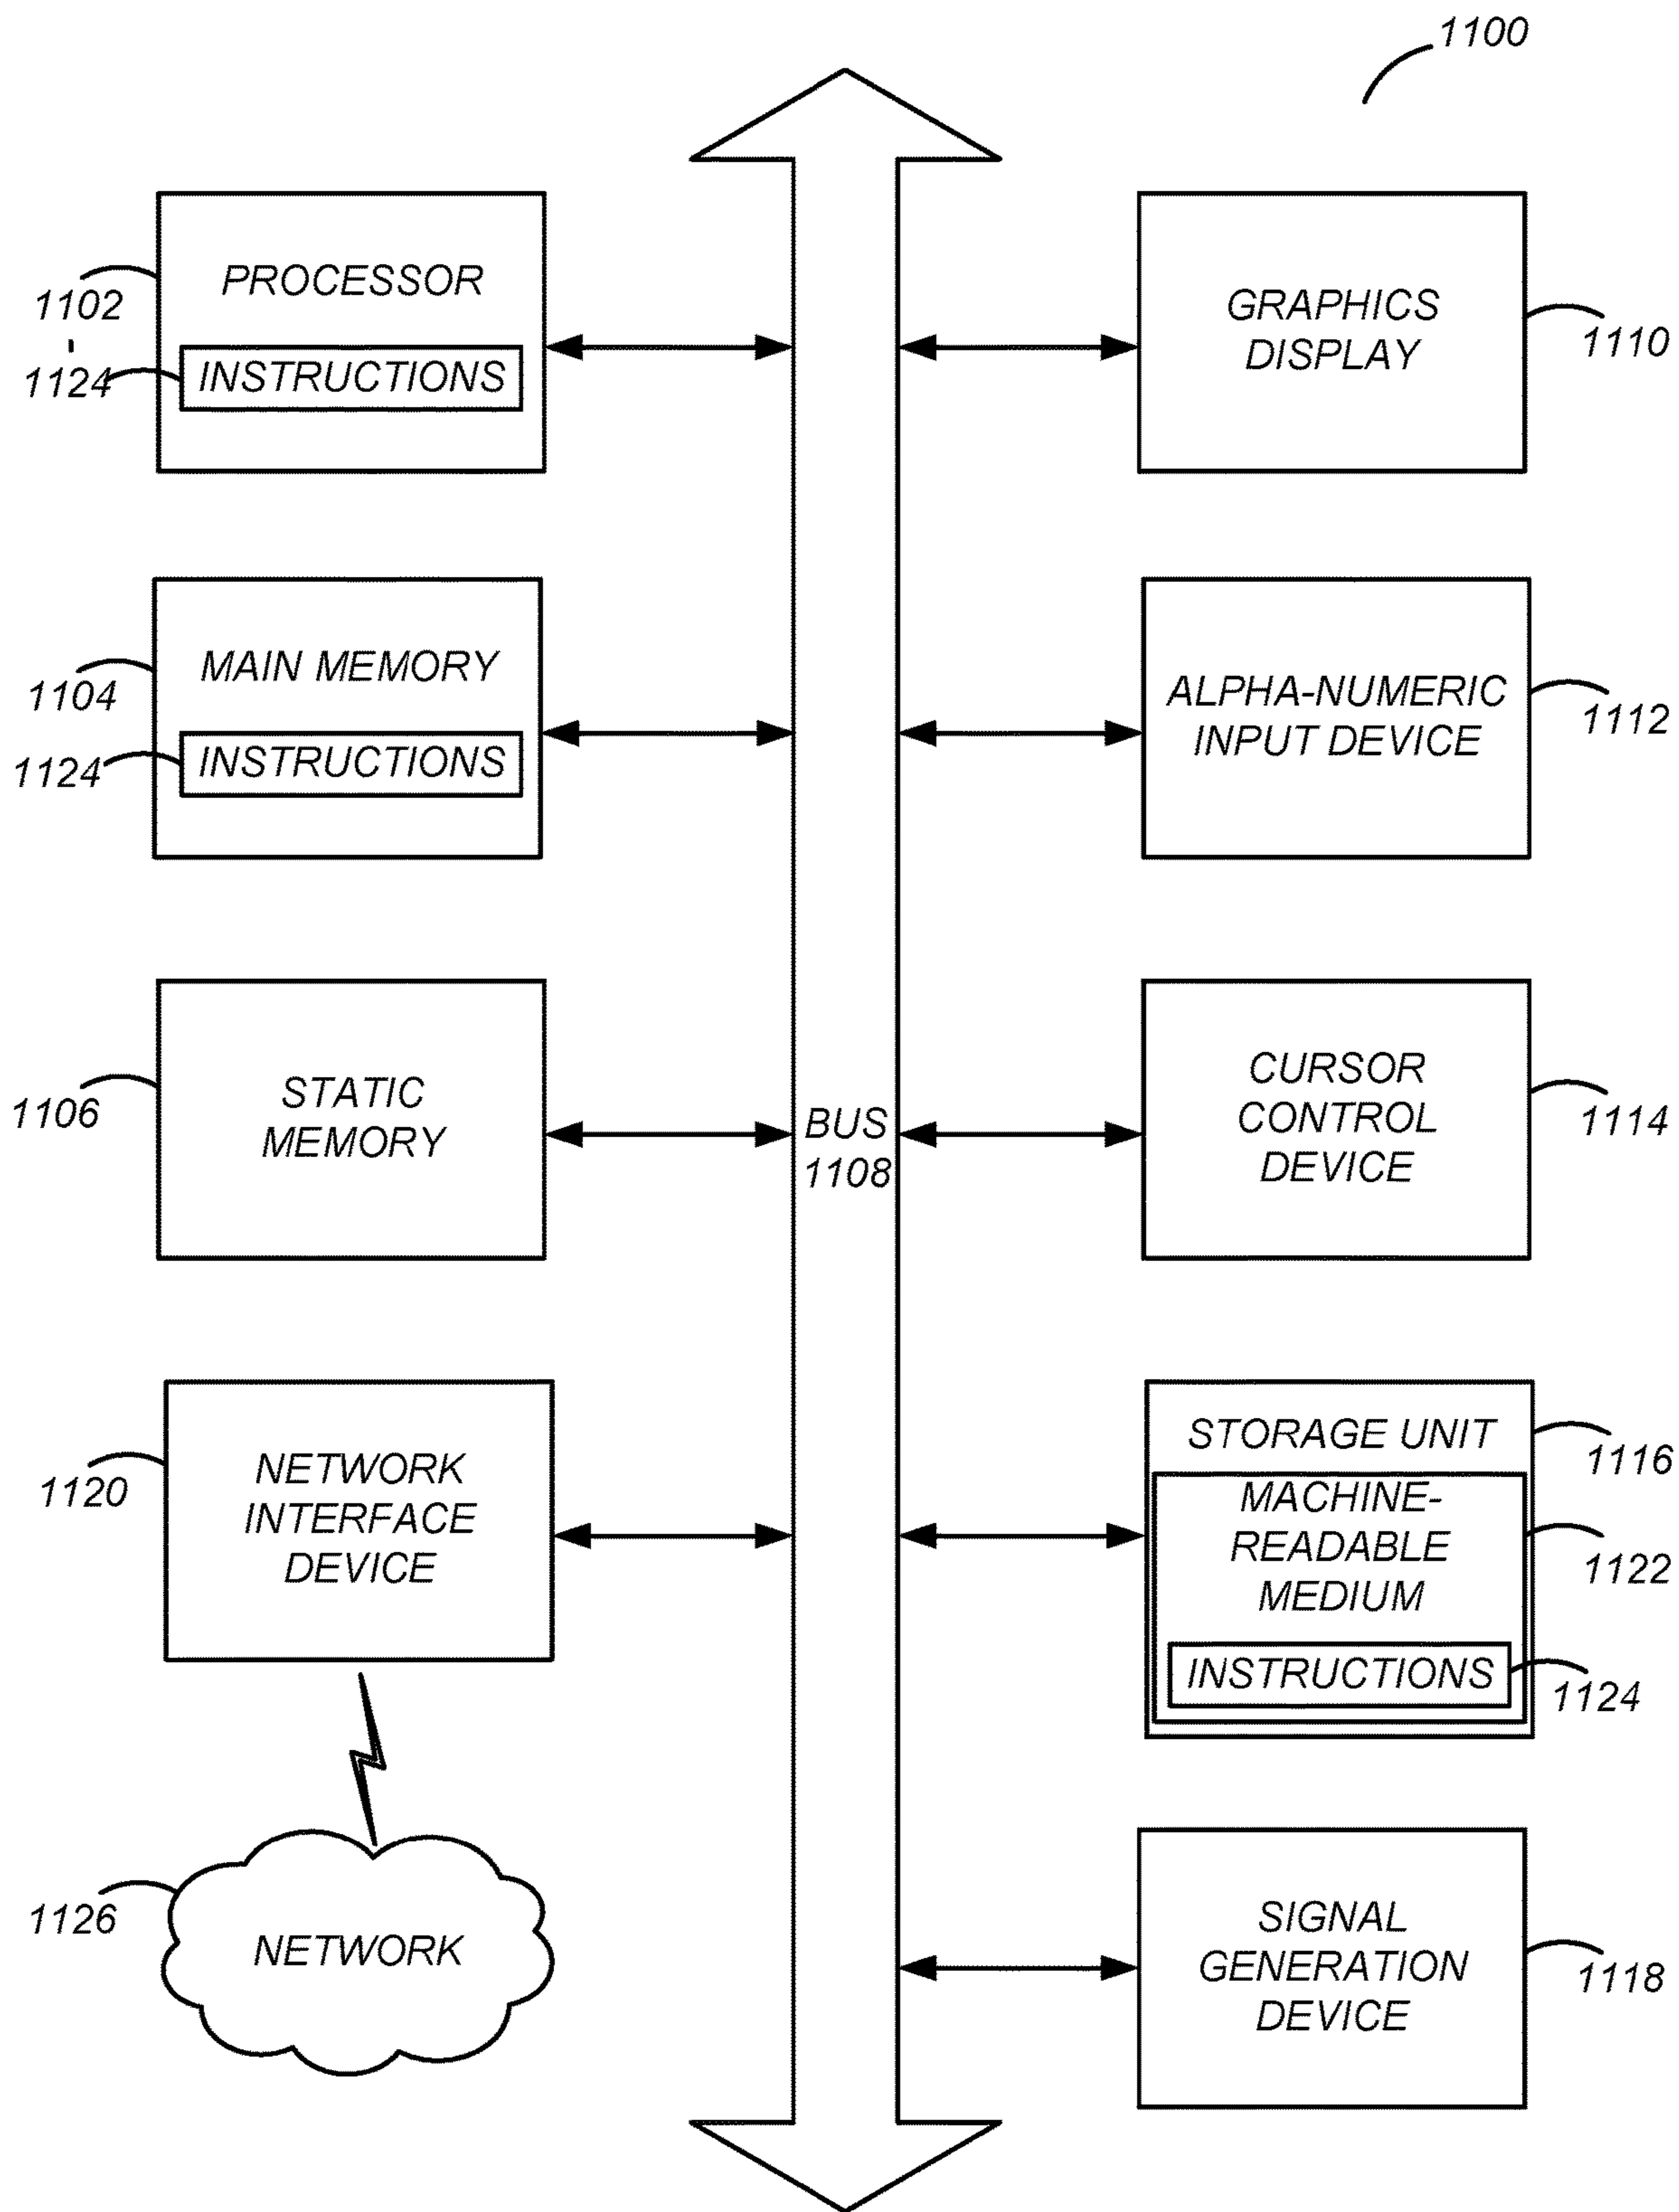 1100
PROCESSOR
1102
INSTRUCTIONS
1124
GRAPHICS
DISPLAY
1110
MAIN MEMORY
1104
INSTRUCTIONS
1124
ALPHA-NUMERIC
INPUT DEVICE
1112
STATIC
MEMORY
1106
BUS
1108
CURSOR
CONTROL
DEVICE
1114
NETWORK
INTERFACE
DEVICE
1120
STORAGE UNIT
1116
MACHINE-
READABLE
MEDIUM
1122
INSTRUCTIONS
1124
NETWORK
1126
SIGNAL
GENERATION
DEVICE
1118